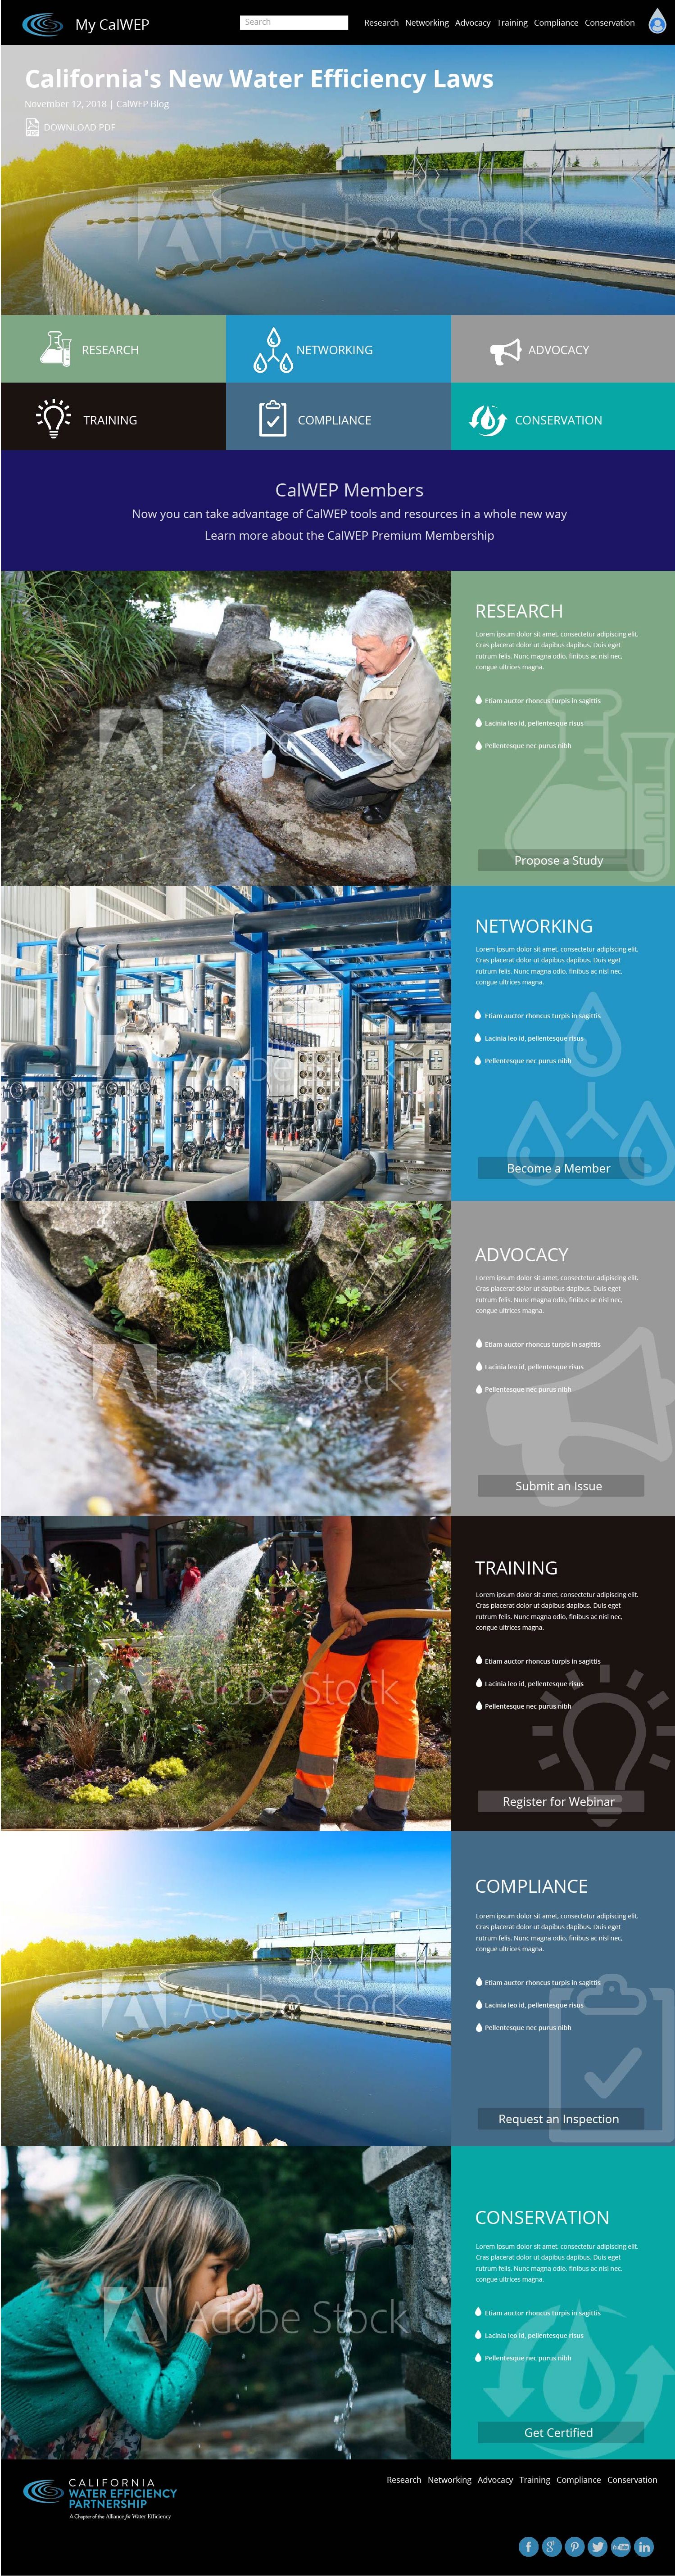 My CalWEP
Search
Research Networking Advocacy Training Compliance Conservation
California's New Water Efficiency Laws
November 12, 2018 | CalWEP Blog
PDF
DOWNLOAD PDF
Adobe Stock
RESEARCH
NETWORKING
ADVOCACY
TRAINING
COMPLIANCE
CONSERVATION
CalWEP Members
Now you can take advantage of CalWEP tools and resources in a whole new way
Learn more about the CalWEP Premium Membership
Adobe Stock
RESEARCH
Lorem ipsum dolor sit amet, consectetur adipiscing elit.
Cras placerat dolor ut dapibus dapibus. Duis eget
rutrum felis. Nunc magna odio, finibus ac nisl nec,
congue ultrices magna.
Etiam auctor rhoncus turpis in sagittis
Lacinia leo id, pellentesque risus
Pellentesque nec purus nibh
Propose a Study
Adobe Stock
NETWORKING
Lorem ipsum dolor sit amet, consectetur adipiscing elit.
Cras placerat dolor ut dapibus dapibus. Duis eget
rutrum felis. Nunc magna odio, finibus ac nisl nec,
congue ultrices magna.
Etiam auctor rhoncus turpis in sagittis
Lacinia leo id, pellentesque risus
Pellentesque nec purus nibh
Become a Member
Adobe Stock
ADVOCACY
Lorem ipsum dolor sit amet, consectetur adipiscing elit.
Cras placerat dolor ut dapibus dapibus. Duis eget
rutrum felis. Nunc magna odio, finibus ac nisl nec,
congue ultrices magna.
Etiam auctor rhoncus turpis in sagittis
Lacinia leo id, pellentesque risus
Pellentesque nec purus nibh
Submit an Issue
Adobe Stock
TRAINING
Lorem ipsum dolor sit amet, consectetur adipiscing elit.
Cras placerat dolor ut dapibus dapibus. Duis eget
rutrum felis. Nunc magna odio, finibus ac nisl nec,
congue ultrices magna.
Etiam auctor rhoncus turpis in sagittis
Lacinia leo id, pellentesque risus
Pellentesque nec purus nibh
Register for Webinar
Adobe Stock
COMPLIANCE
Lorem ipsum dolor sit amet, consectetur adipiscing elit.
Cras placerat dolor ut dapibus dapibus. Duis eget
rutrum felis. Nunc magna odio, finibus ac nisl nec,
congue ultrices magna.
Etiam auctor rhoncus turpis in sagittis
Lacinia leo id, pellentesque risus
Pellentesque nec purus nibh
Request an Inspection
Adobe Stock
CONSERVATION
Lorem ipsum dolor sit amet, consectetur adipiscing elit.
Cras placerat dolor ut dapibus dapibus. Duis eget
rutrum felis. Nunc magna odio, finibus ac nisl nec,
congue ultrices magna.
Etiam auctor rhoncus turpis in sagittis
Lacinia leo id, pellentesque risus
Pellentesque nec purus nibh
Get Certified
CALIFORNIA
WATER EFFICIENCY
PARTNERSHIP
A Chapter of the Alliance for Water Efficiency
Research Networking Advocacy Training Compliance Conservation
YouTube